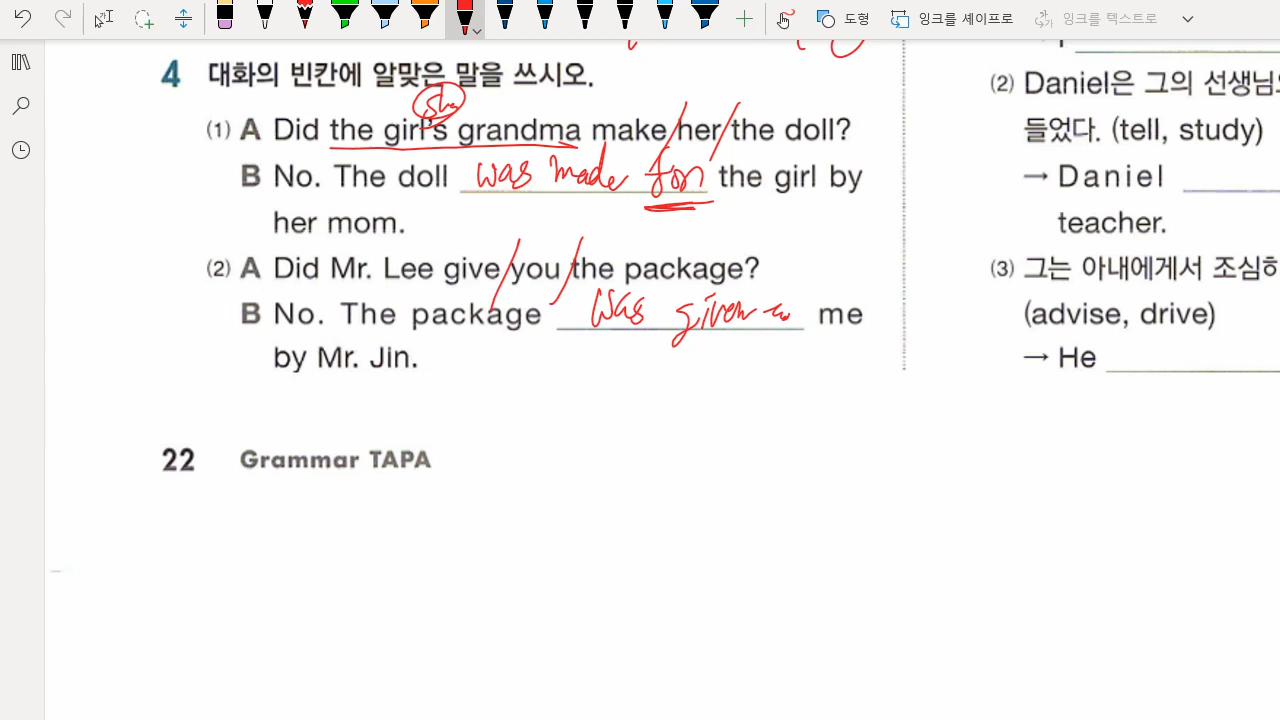 도형
잉크를 셰이프로
잉크를 텍스트로
4 대화의 빈칸에 알맞은 말을 쓰시오.
she
(1) A Did the girl's grandma make her the doll?
B No. The doll was made for the girl by
her mom.
(2) A Did Mr. Lee give you the package?
B No. The package was given to me
by Mr. Jin.
22 Grammar TAPA
(2) Daniel은 그의 선생님
들었다. (tell, study)
→ Daniel
teacher.
(3) 그는 아내에게서 조심
(advise, drive)
→ He